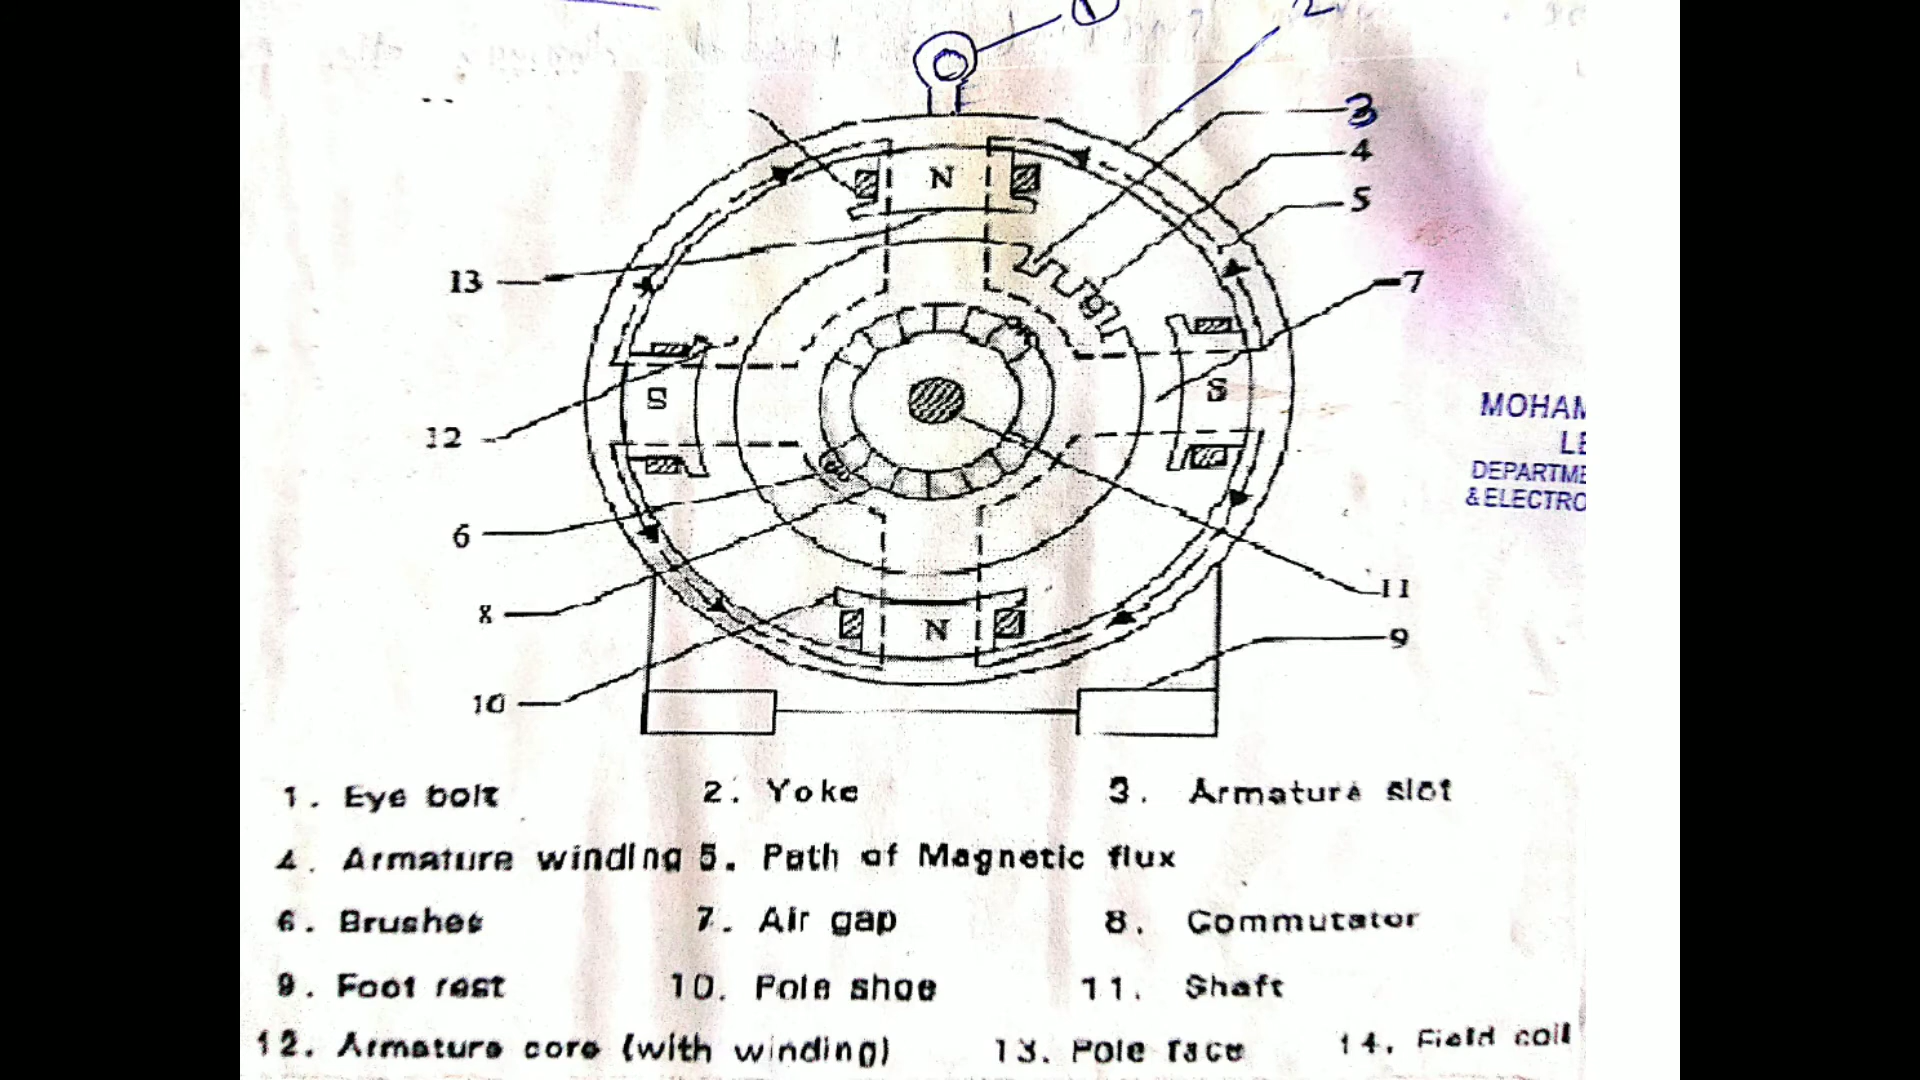 1
2
3
4
5
N
13
7
S
S
12
6
11
8
N
9
10
MOHAM
LE
DEPARTME
& ELECTRO
1. Eye bolt 2. Yoke 3. Armature slot
4. Armature winding 5. Path of Magnetic flux
6. Brushes 7. Air gap 8. Commutator
9. Foot rest 10. Pole shoe 11. Shaft
12. Armature core (with winding) 13. Pole face 14. Field coil